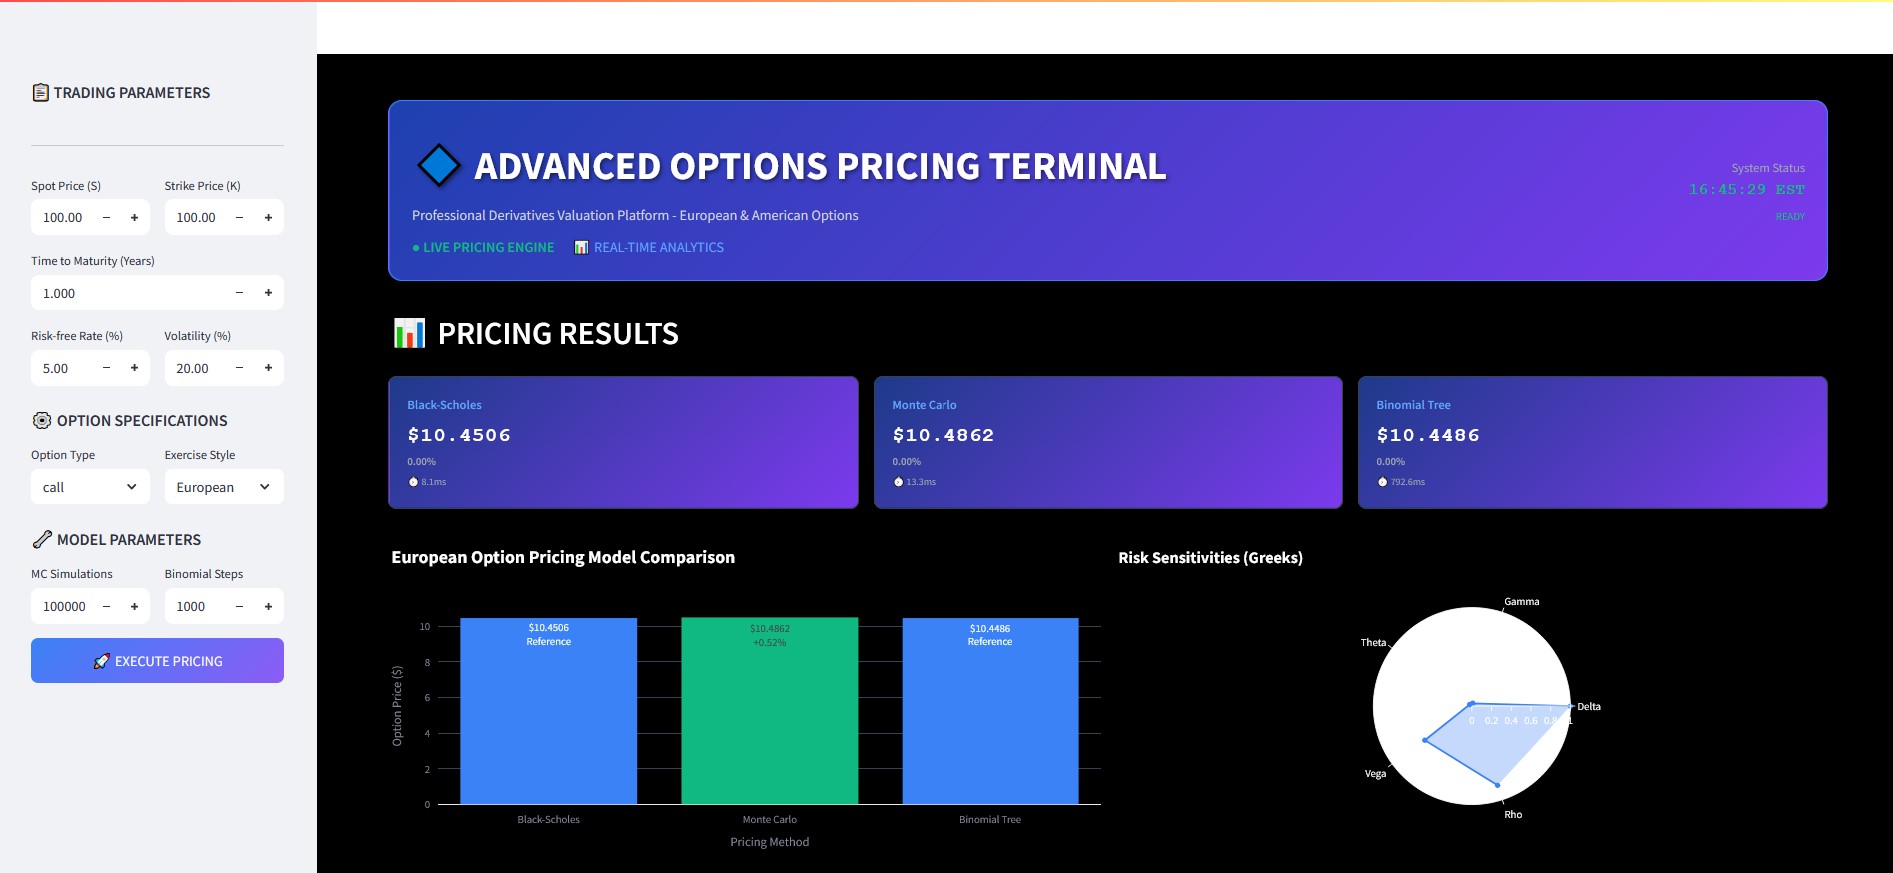 📋 TRADING PARAMETERS
Spot Price (S)
Strike Price (K)
100.00 − +
100.00 − +
Time to Maturity (Years)
1.000 − +
Risk-free Rate (%)
Volatility (%)
5.00 − +
20.00 − +
OPTION SPECIFICATIONS
Option Type
Exercise Style
call
European
MODEL PARAMETERS
MC Simulations
Binomial Steps
100000 − +
1000 − +
🚀 EXECUTE PRICING
ADVANCED OPTIONS PRICING TERMINAL
Professional Derivatives Valuation Platform - European & American Options
● LIVE PRICING ENGINE 📊 REAL-TIME ANALYTICS
System Status
16:45:29 EST
READY
📊 PRICING RESULTS
Black-Scholes
$10.4506
0.00%
8.1ms
Monte Carlo
$10.4862
0.00%
13.3ms
Binomial Tree
$10.4486
0.00%
792.6ms
European Option Pricing Model Comparison
Option Price ($)
10
8
6
4
2
0
$10.4506
Reference
$10.4862
+0.52%
$10.4486
Reference
Black-Scholes
Monte Carlo
Binomial Tree
Pricing Method
Risk Sensitivities (Greeks)
Gamma
Theta
Delta
0 0.2 0.4 0.6 0.8 1
Vega
Rho